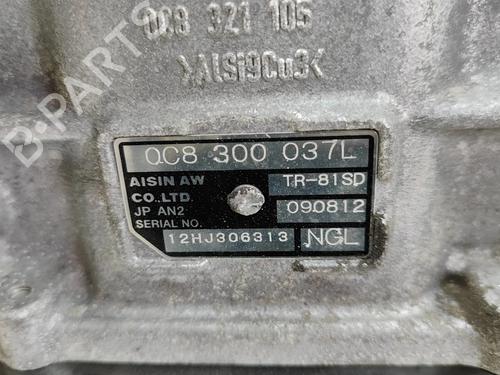 0C8 321 105
>ALSI9Cu3<
0C8 300 037L
AISIN AW TR-81SD
CO.,LTD.
JP AN2 090812
SERIAL NO.
12HJ306313 NGL
B-PARTS